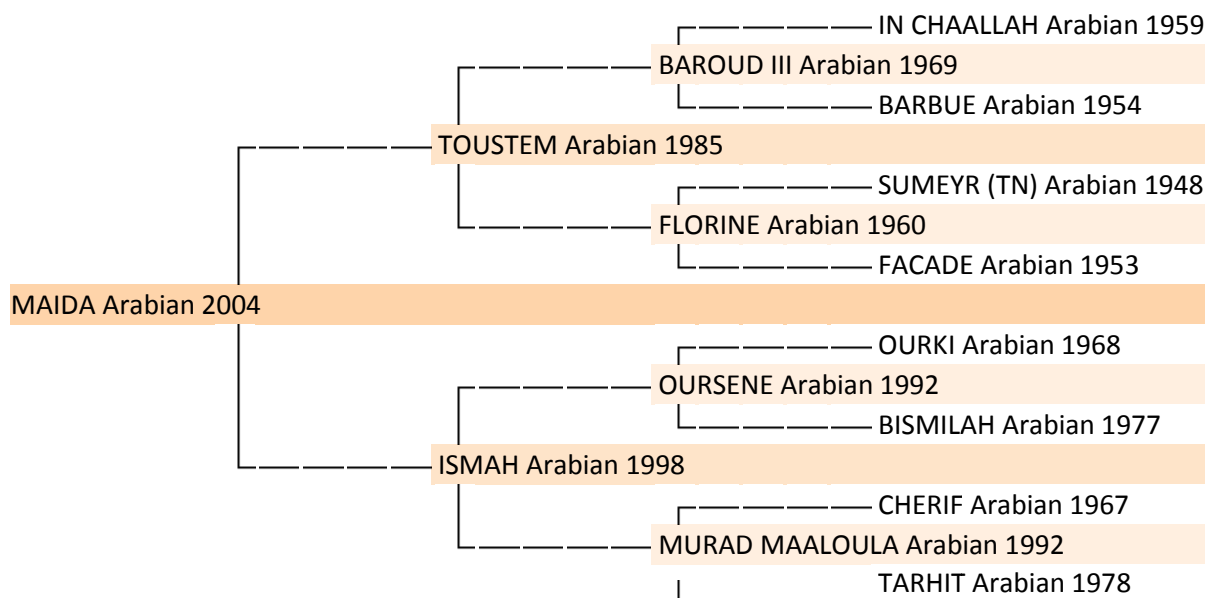 IN CHAALLAH Arabian 1959
BAROUD III Arabian 1969
BARBUE Arabian 1954
TOUSTEM Arabian 1985
SUMEYR (TN) Arabian 1948
FLORINE Arabian 1960
FACADE Arabian 1953
MAIDA Arabian 2004
OURKI Arabian 1968
OURSENE Arabian 1992
BISMILAH Arabian 1977
ISMAH Arabian 1998
CHERIF Arabian 1967
MURAD MAALOULA Arabian 1992
TARHIT Arabian 1978